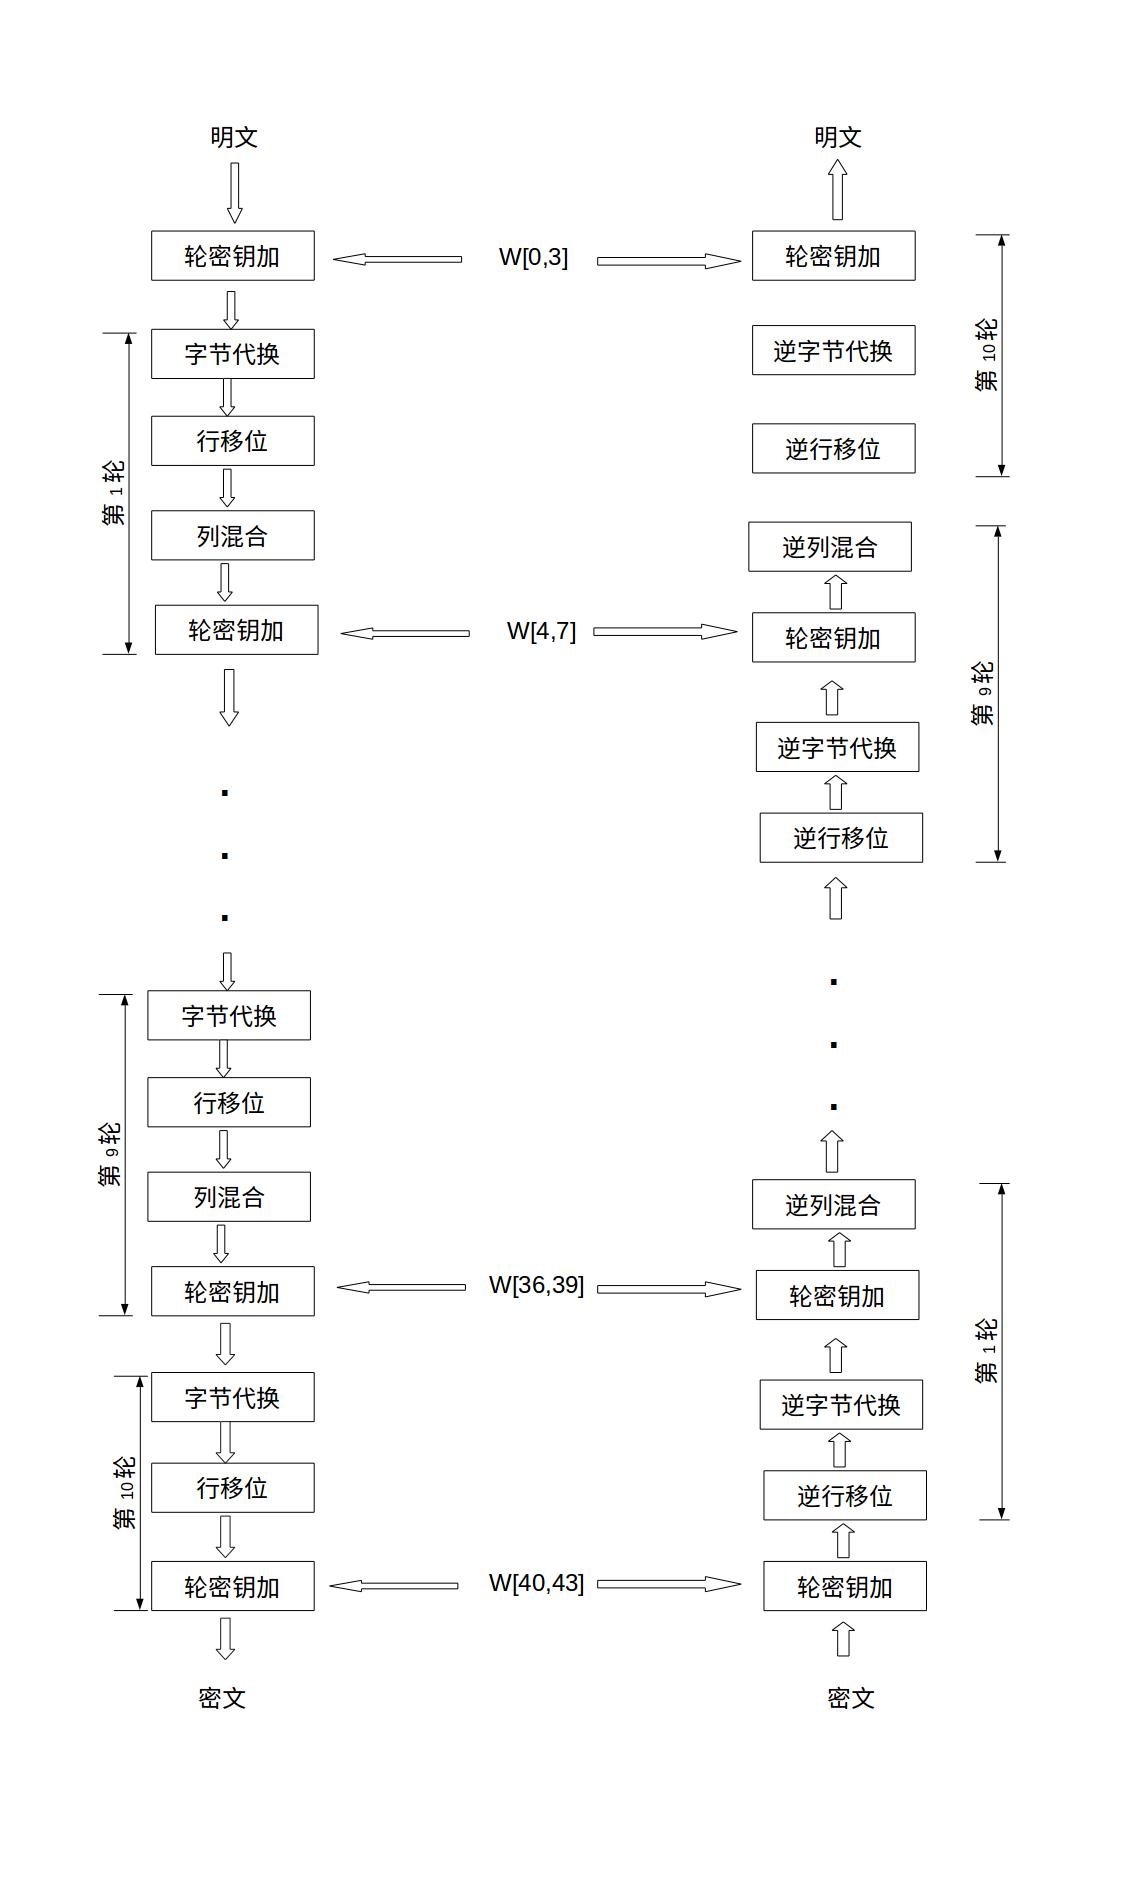 明文
轮密钥加
字节代换
行移位
列混合
轮密钥加
第 1 轮
.
.
.
字节代换
行移位
列混合
轮密钥加
第 9 轮
字节代换
行移位
轮密钥加
第 10 轮
密文
W[0,3]
W[4,7]
W[36,39]
W[40,43]
明文
轮密钥加
逆字节代换
逆行移位
第 10 轮
逆列混合
轮密钥加
逆字节代换
逆行移位
第 9 轮
.
.
.
逆列混合
轮密钥加
逆字节代换
逆行移位
第 1 轮
轮密钥加
密文